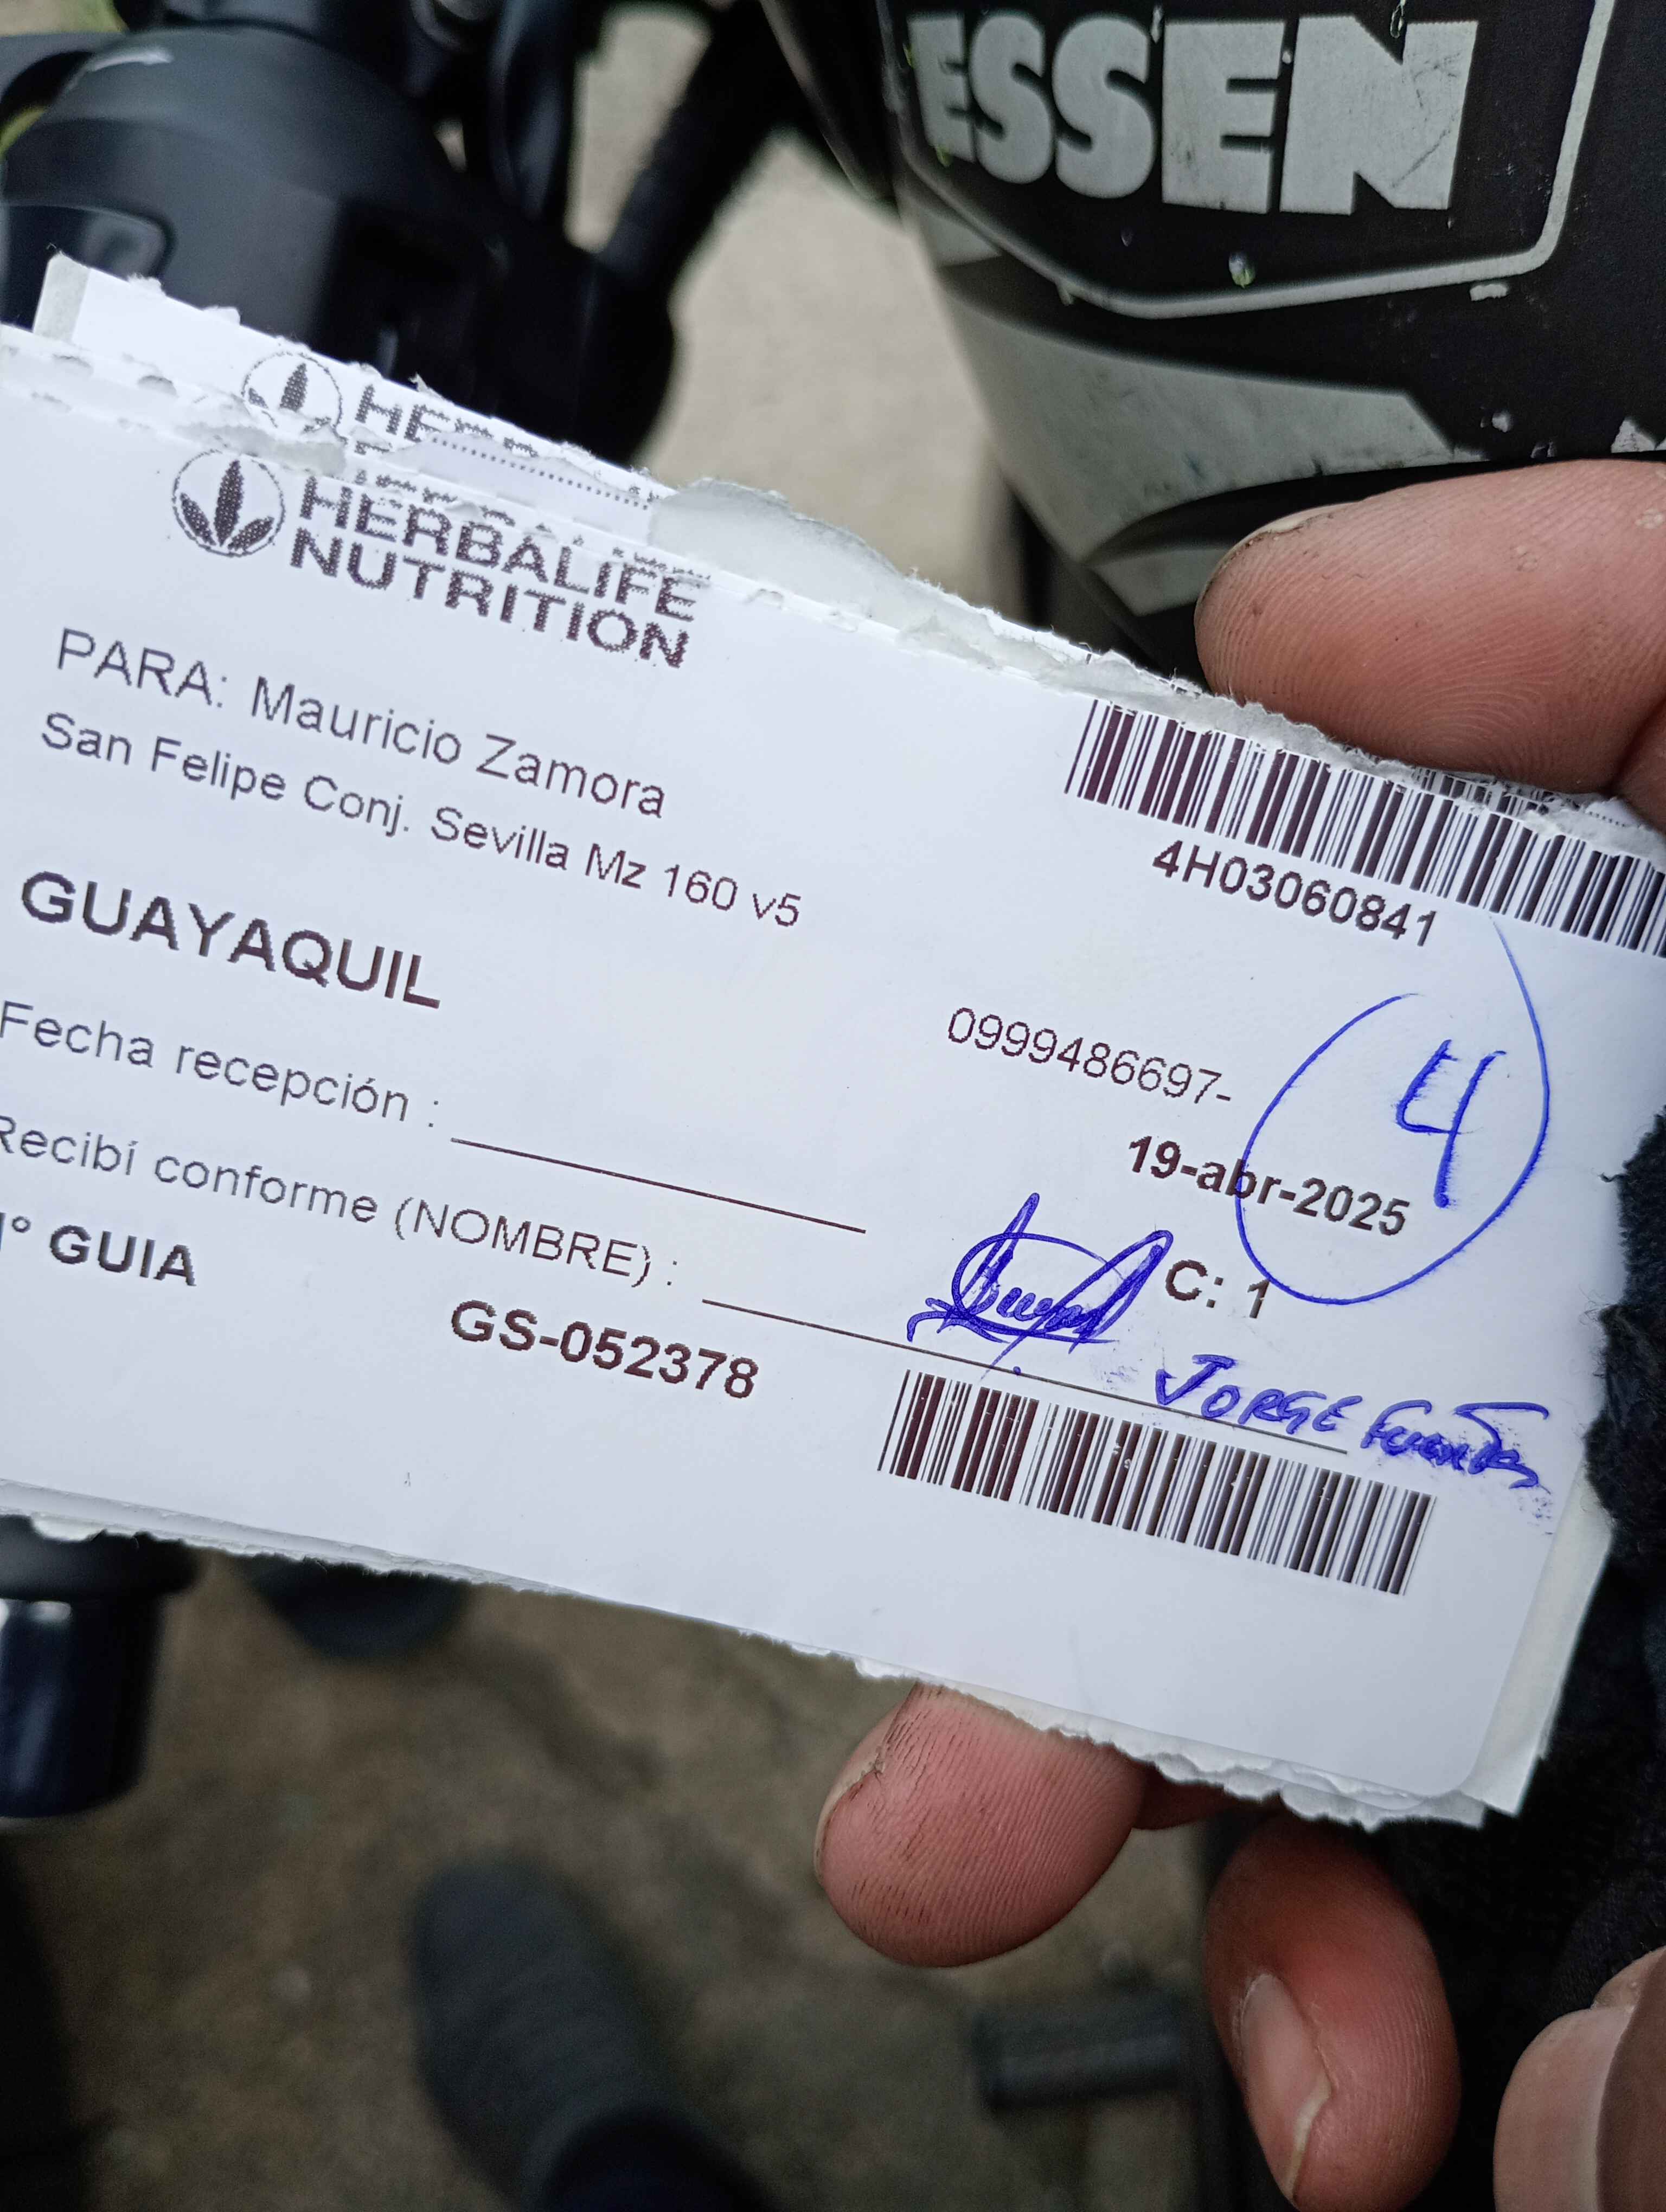 ESSEN
HERBALIFE
NUTRITION
PARA: Mauricio Zamora
San Felipe Conj. Sevilla Mz 160 v5
4H03060841
GUAYAQUIL
0999486697-
4
Fecha recepción :
19-abr-2025
Recibí conforme (NOMBRE) :
C: 1
GUIA
GS-052378
JORGE